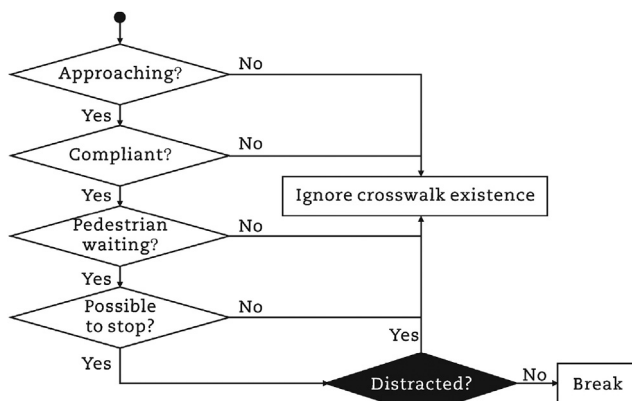 Approaching?
No
Yes
Compliant?
No
Yes
Ignore crosswalk existence
Pedestrian
waiting?
No
Yes
Possible
to stop?
No
Yes
Yes
Distracted?
No
Break